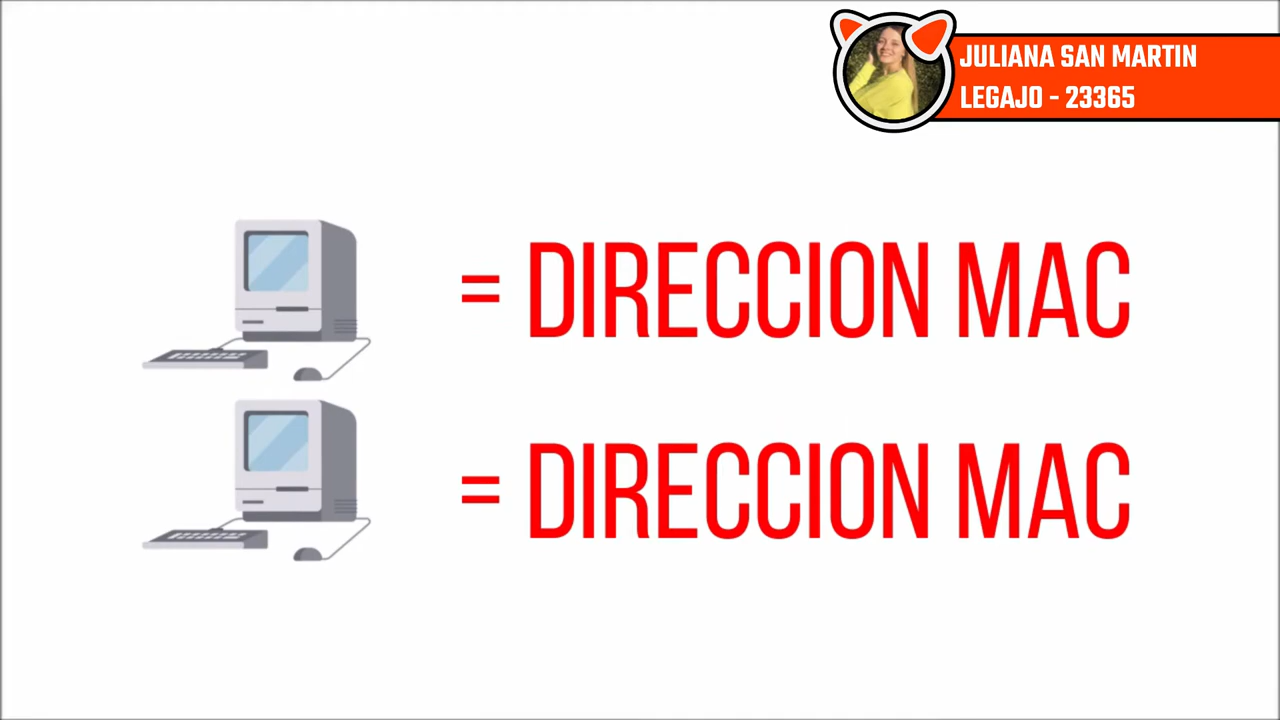 JULIANA SAN MARTIN
LEGAJO - 23365
= DIRECCION MAC
= DIRECCION MAC